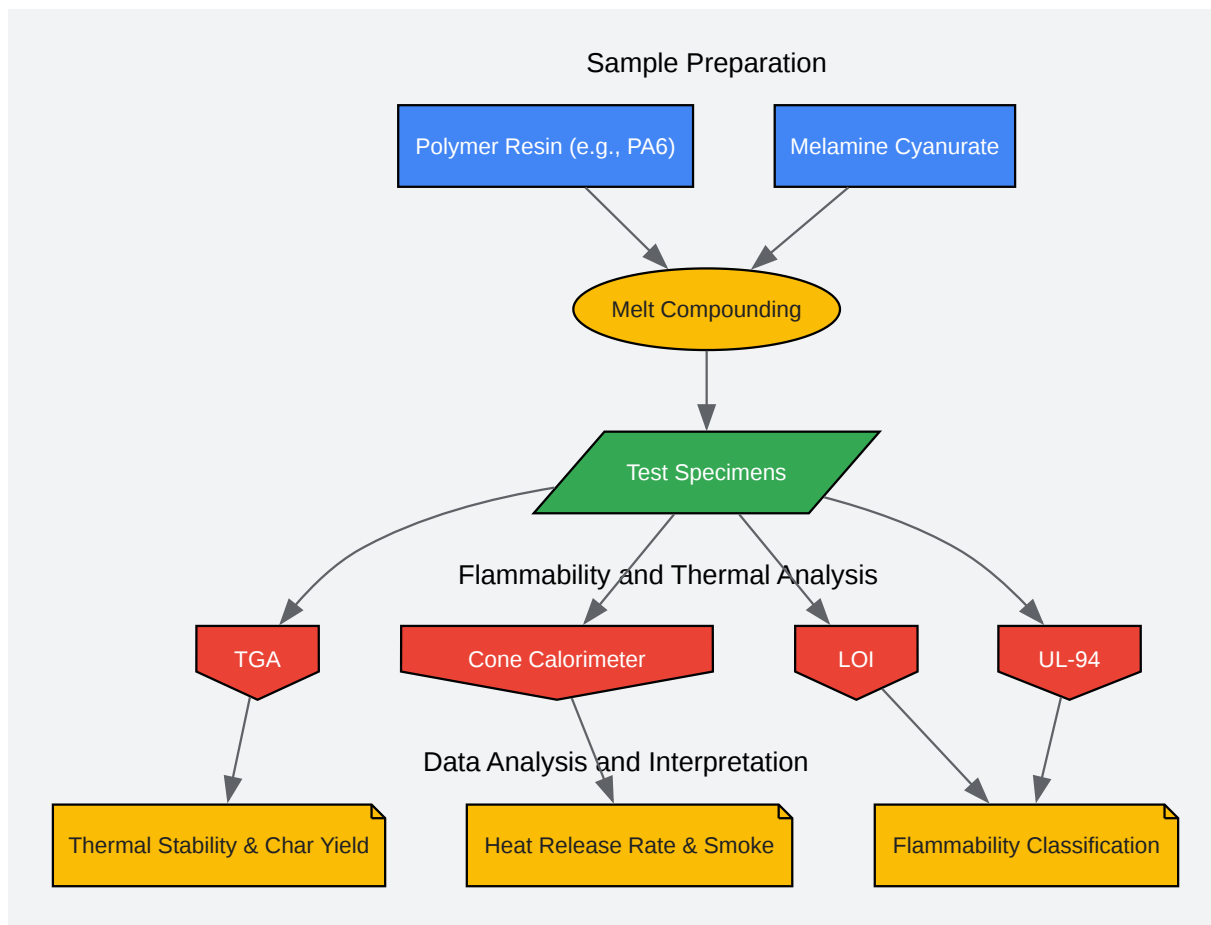 Sample Preparation
Polymer Resin (e.g., PA6)
Melamine Cyanurate
Melt Compounding
Test Specimens
Flammability and Thermal Analysis
TGA
Cone Calorimeter
LOI
UL-94
Data Analysis and Interpretation
Thermal Stability & Char Yield
Heat Release Rate & Smoke
Flammability Classification